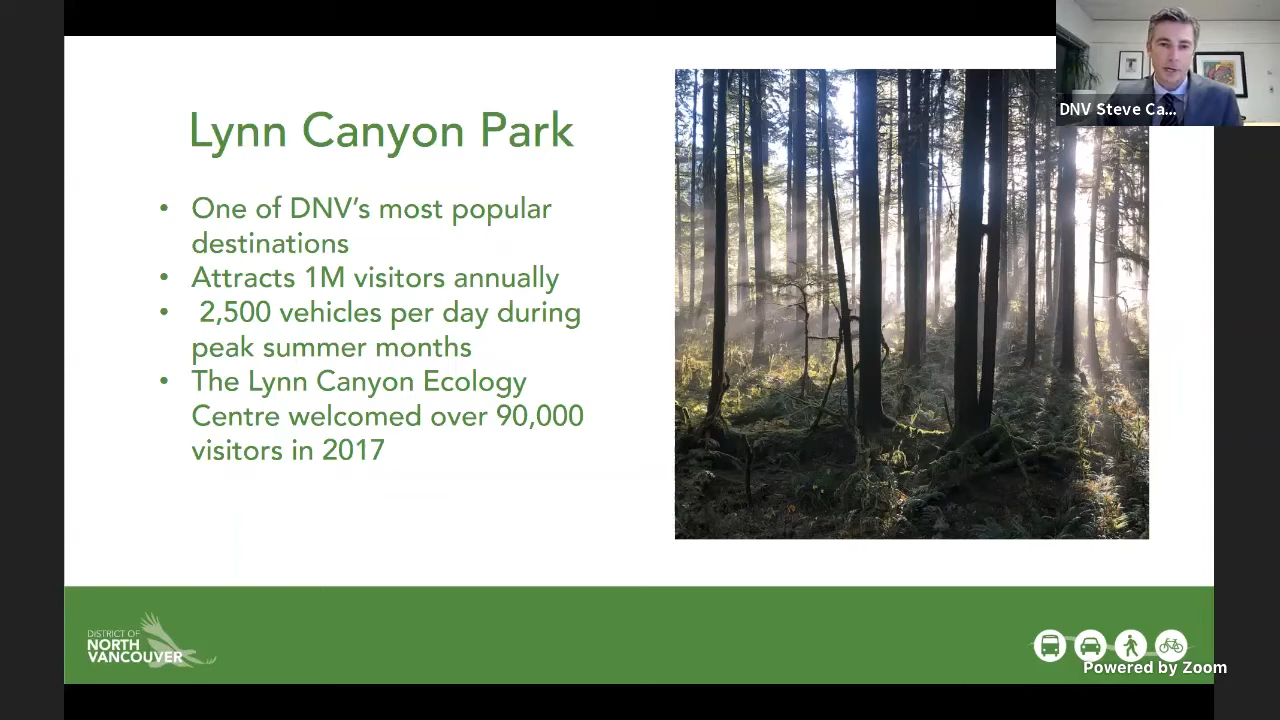 Lynn Canyon Park
• One of DNV’s most popular
destinations
• Attracts 1M visitors annually
• 2,500 vehicles per day during
peak summer months
• The Lynn Canyon Ecology
Centre welcomed over 90,000
visitors in 2017
DNV Steve Ca...
DISTRICT OF
NORTH
VANCOUVER
Powered by Zoom